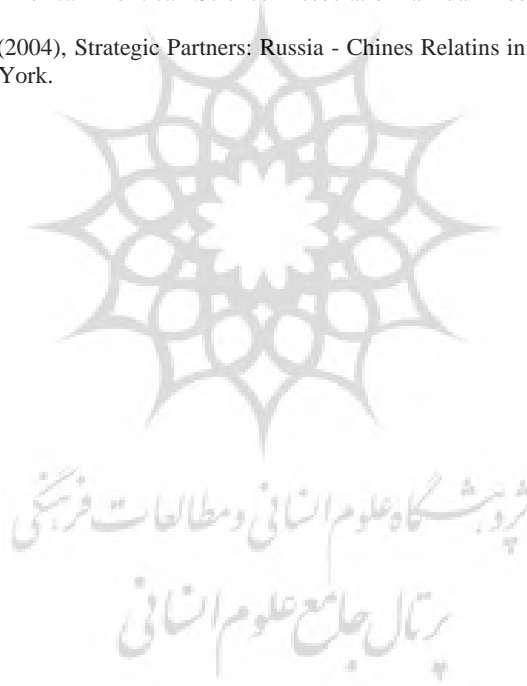 (2004), Strategic Partners: Russia - Chines Relatins in
York.
پژوهشگاه علوم انسانی و مطالعات فرهنگی
پرتال جامع علوم انسانی